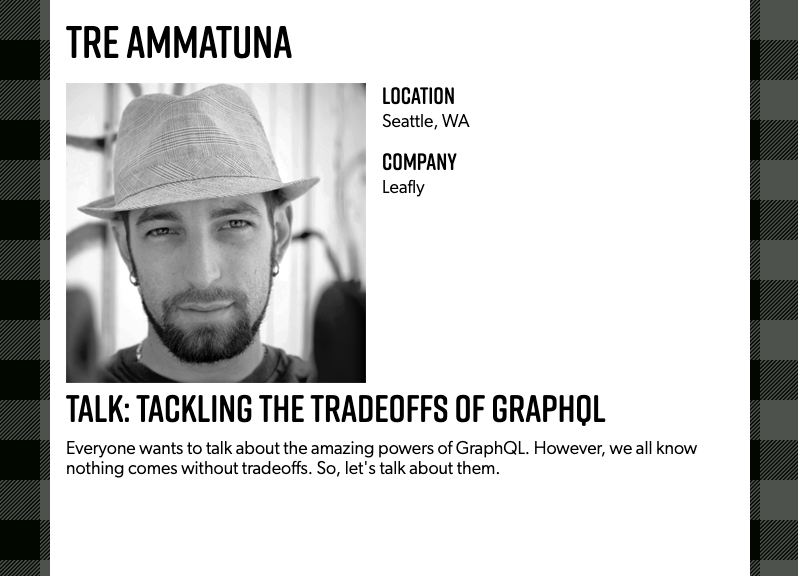 TRE AMMATUNA
LOCATION
Seattle, WA
COMPANY
Leafly
TALK: TACKLING THE TRADEOFFS OF GRAPHQL
Everyone wants to talk about the amazing powers of GraphQL. However, we all know
nothing comes without tradeoffs. So, let's talk about them.